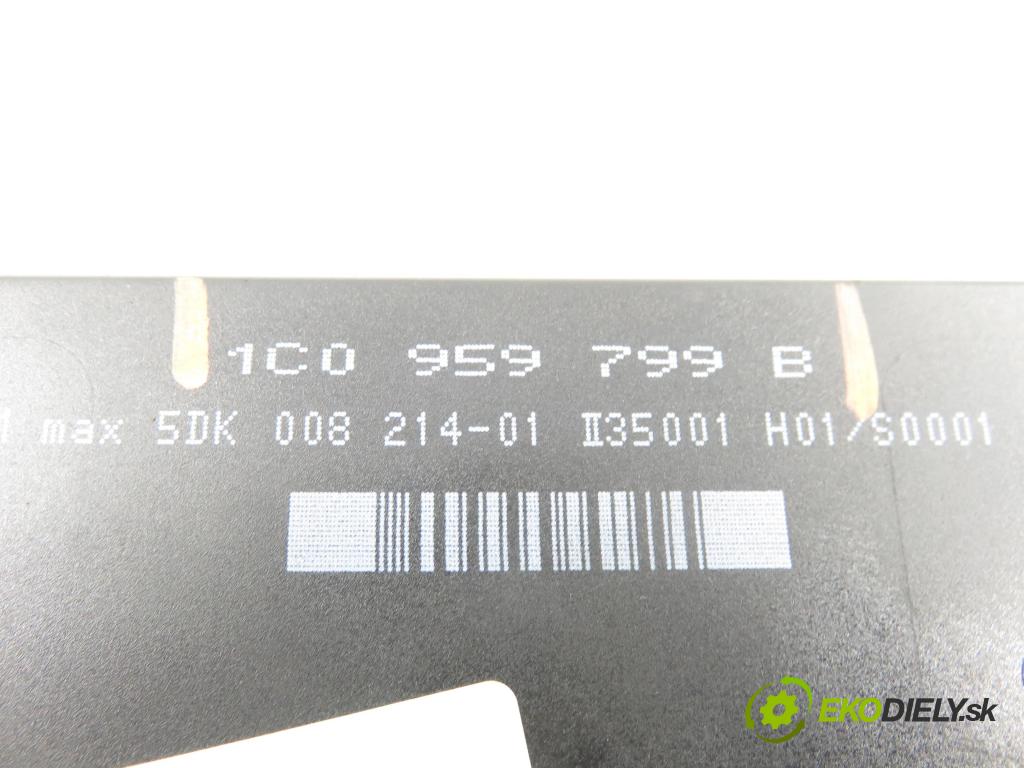 1C0 959 799 B
max 5DK 008 214-01 II35001 H01/S0001
EKODIELY.sk